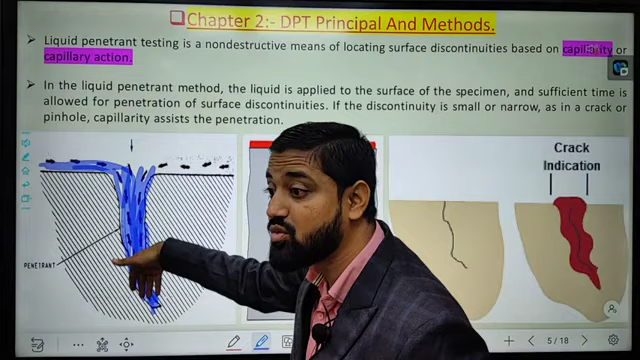 ❑Chapter 2:- DPT Principal And Methods.
➢ Liquid penetrant testing is a nondestructive means of locating surface discontinuities based on capillarity or
capillary action.
➢ In the liquid penetrant method, the liquid is applied to the surface of the specimen, and sufficient time is
allowed for penetration of surface discontinuities. If the discontinuity is small or narrow, as in a crack or
pinhole, capillarity assists the penetration.
Crack
Indication
PENETRANT
5/18